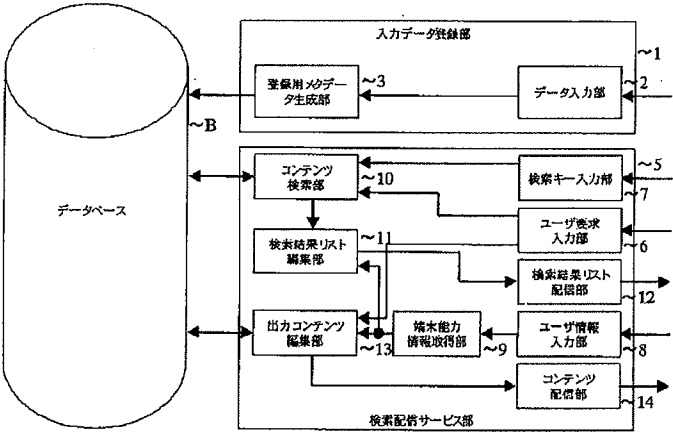 入力データ登録部
~1
登録用メタデー
タ生成部
~3
データ入力部
~2
~B
データベース
コンテンツ
検索部
~10
検索キー入力部
~5
~7
ユーザ要求
入力部
~6
検索結果リスト
編集部
~11
検索結果リスト
配信部
~12
出力コンテンツ
編集部
~13
端末能力
情報取得部
~9
ユーザ情報
入力部
~8
コンテンツ
配信部
~14
検索配信サービス部